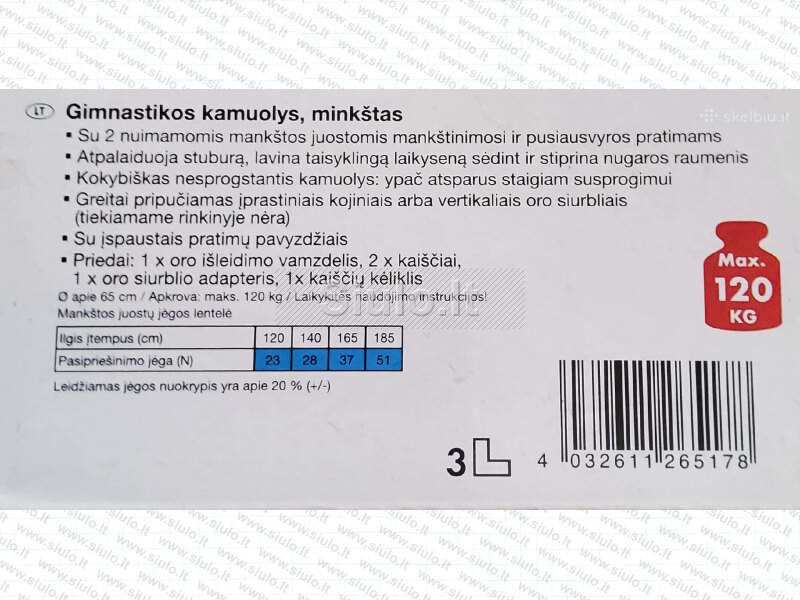 LT Gimnastikos kamuolys, minkštas
skelbiu.lt
▪ Su 2 nuimamomis mankštos juostomis mankštinimosi ir pusiausvyros pratimams
▪ Atpalaiduoja stuburą, lavina taisyklingą laikyseną sėdint ir stiprina nugaros raumenis
▪ Kokybiškas nesprogstantis kamuolys: ypač atsparus staigiam susprogimui
▪ Greitai pripučiamas įprastiniais kojiniais arba vertikaliais oro siurbliais
(tiekiamame rinkinyje nėra)
▪ Su įspaustais pratimų pavyzdžiais
▪ Priedai: 1 x oro išleidimo vamzdelis, 2 x kaiščiai,
1 x oro siurblio adapteris, 1x kaiščių kėliklis
Ø apie 65 cm / Apkrova: maks. 120 kg / Laikykitės naudojimo instrukcijos!
Mankštos juostų jėgos lentelė
Ilgis įtempus (cm) 120 140 165 185
Pasipriešinimo jėga (N) 23 28 37 51
Leidžiamas jėgos nuokrypis yra apie 20 % (+/-)
Max.
120
KG
3
4 032611 265178
Siulo.lt
www.siulo.lt